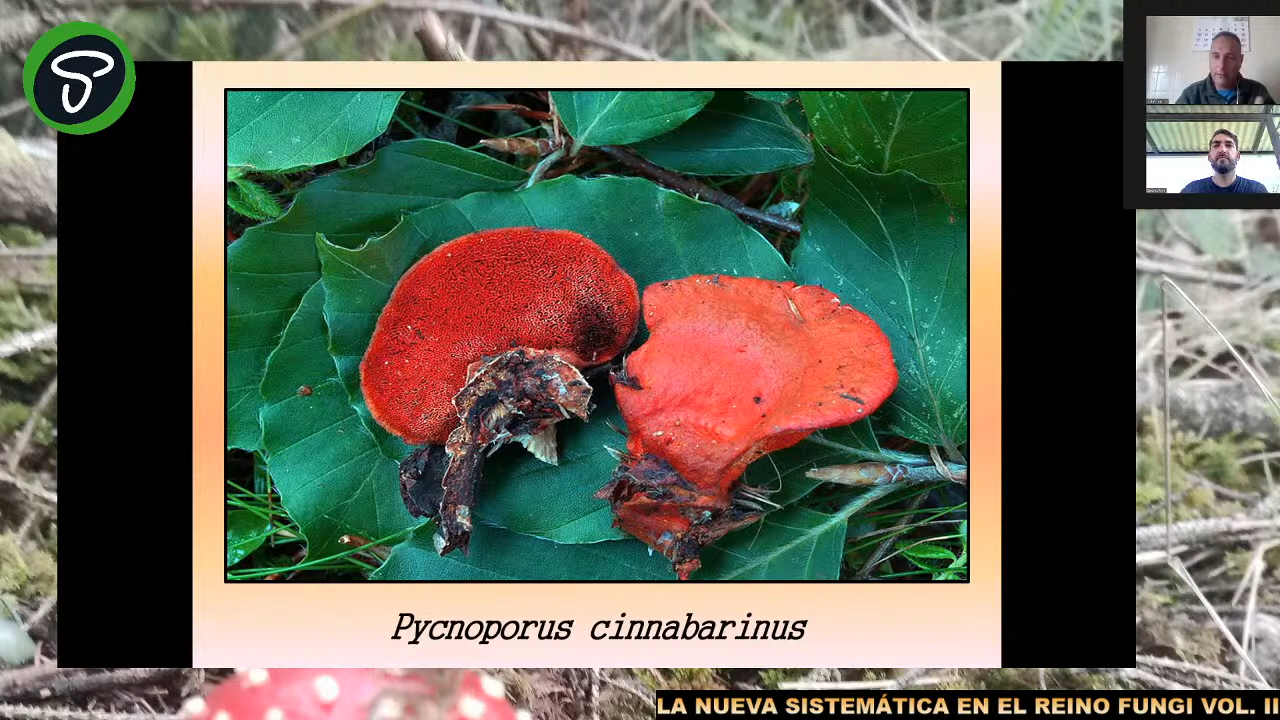 Pycnoporus cinnabarinus
LA NUEVA SISTEMÁTICA EN EL REINO FUNGI VOL. II